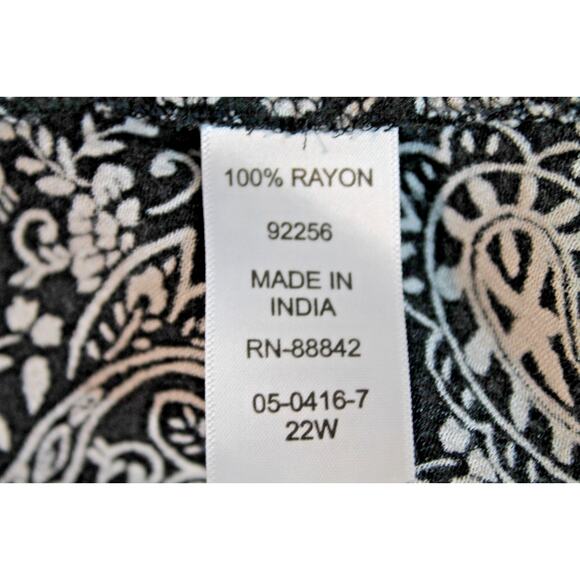 100% RAYON
92256
MADE IN
INDIA
RN-88842
05-0416-7
22W